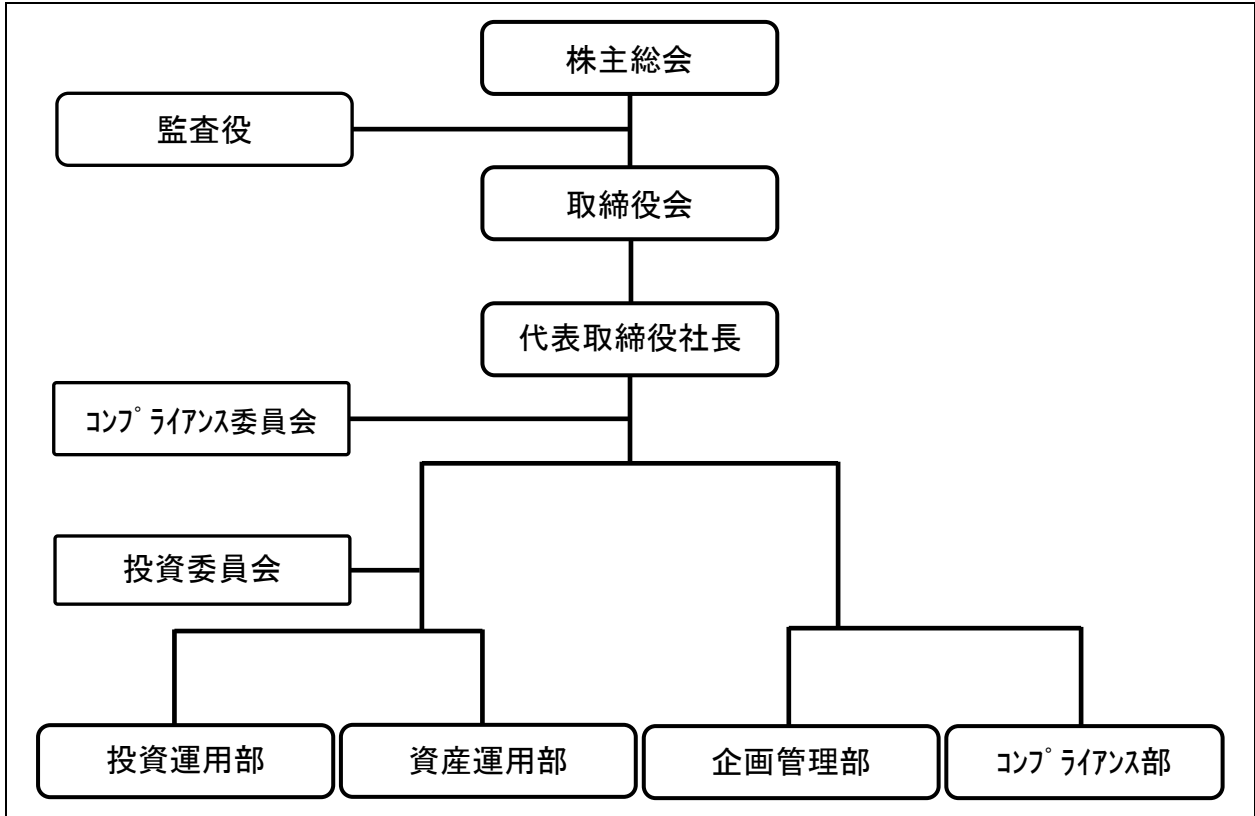 株主総会
監査役
取締役会
代表取締役社長
ｺﾝﾌﾟﾗｲｱﾝｽ委員会
投資委員会
投資運用部
資産運用部
企画管理部
ｺﾝﾌﾟﾗｲｱﾝｽ部